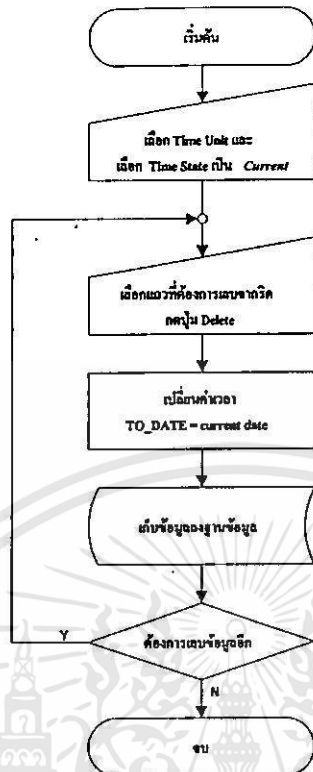 เริ่มต้น
เลือก Time Unit และ
เลือก Time State เป็น Current
เลือกแถวที่ต้องการลบจากกริด
กดปุ่ม Delete
เปลี่ยนค่าเวลา
TO_DATE = current date
เก็บข้อมูลลงฐานข้อมูล
ต้องการลบข้อมูลอีก
Y
N
จบ